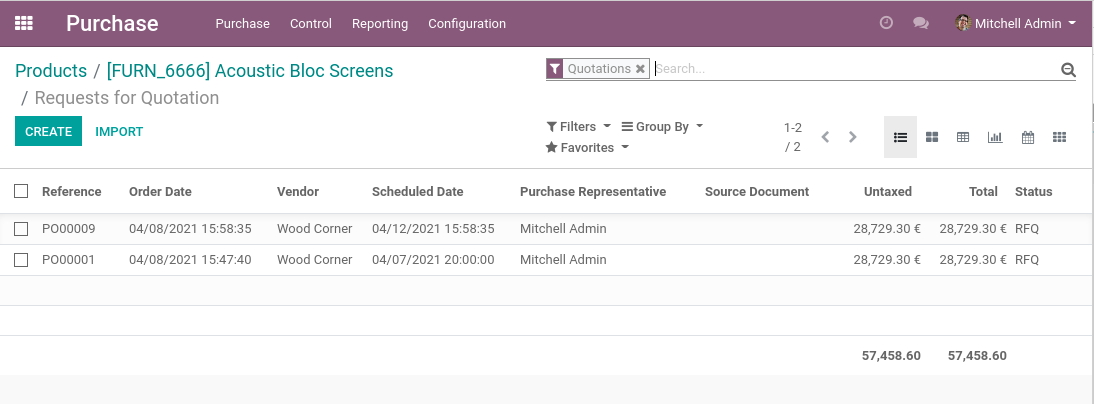 Purchase Purchase Control Reporting Configuration Mitchell Admin
Products / [FURN_6666] Acoustic Bloc Screens
/ Requests for Quotation
Quotations Search...
CREATE IMPORT
Filters Group By
Favorites
1-2
/ 2
Reference Order Date Vendor Scheduled Date Purchase Representative Source Document Untaxed Total Status
PO00009 04/08/2021 15:58:35 Wood Corner 04/12/2021 15:58:35 Mitchell Admin 28,729.30 € 28,729.30 € RFQ
PO00001 04/08/2021 15:47:40 Wood Corner 04/07/2021 20:00:00 Mitchell Admin 28,729.30 € 28,729.30 € RFQ
57,458.60 57,458.60